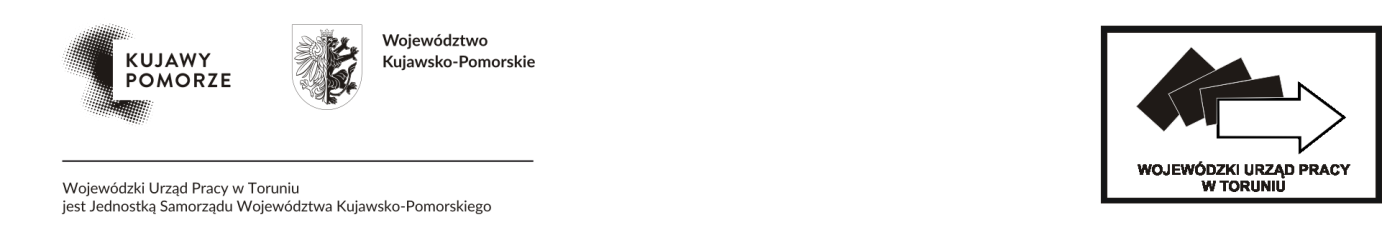 KUJAWY
POMORZE
Województwo
Kujawsko-Pomorskie
Wojewódzki Urząd Pracy w Toruniu
jest Jednostką Samorządu Województwa Kujawsko-Pomorskiego
WOJEWÓDZKI URZĄD PRACY
W TORUNIU